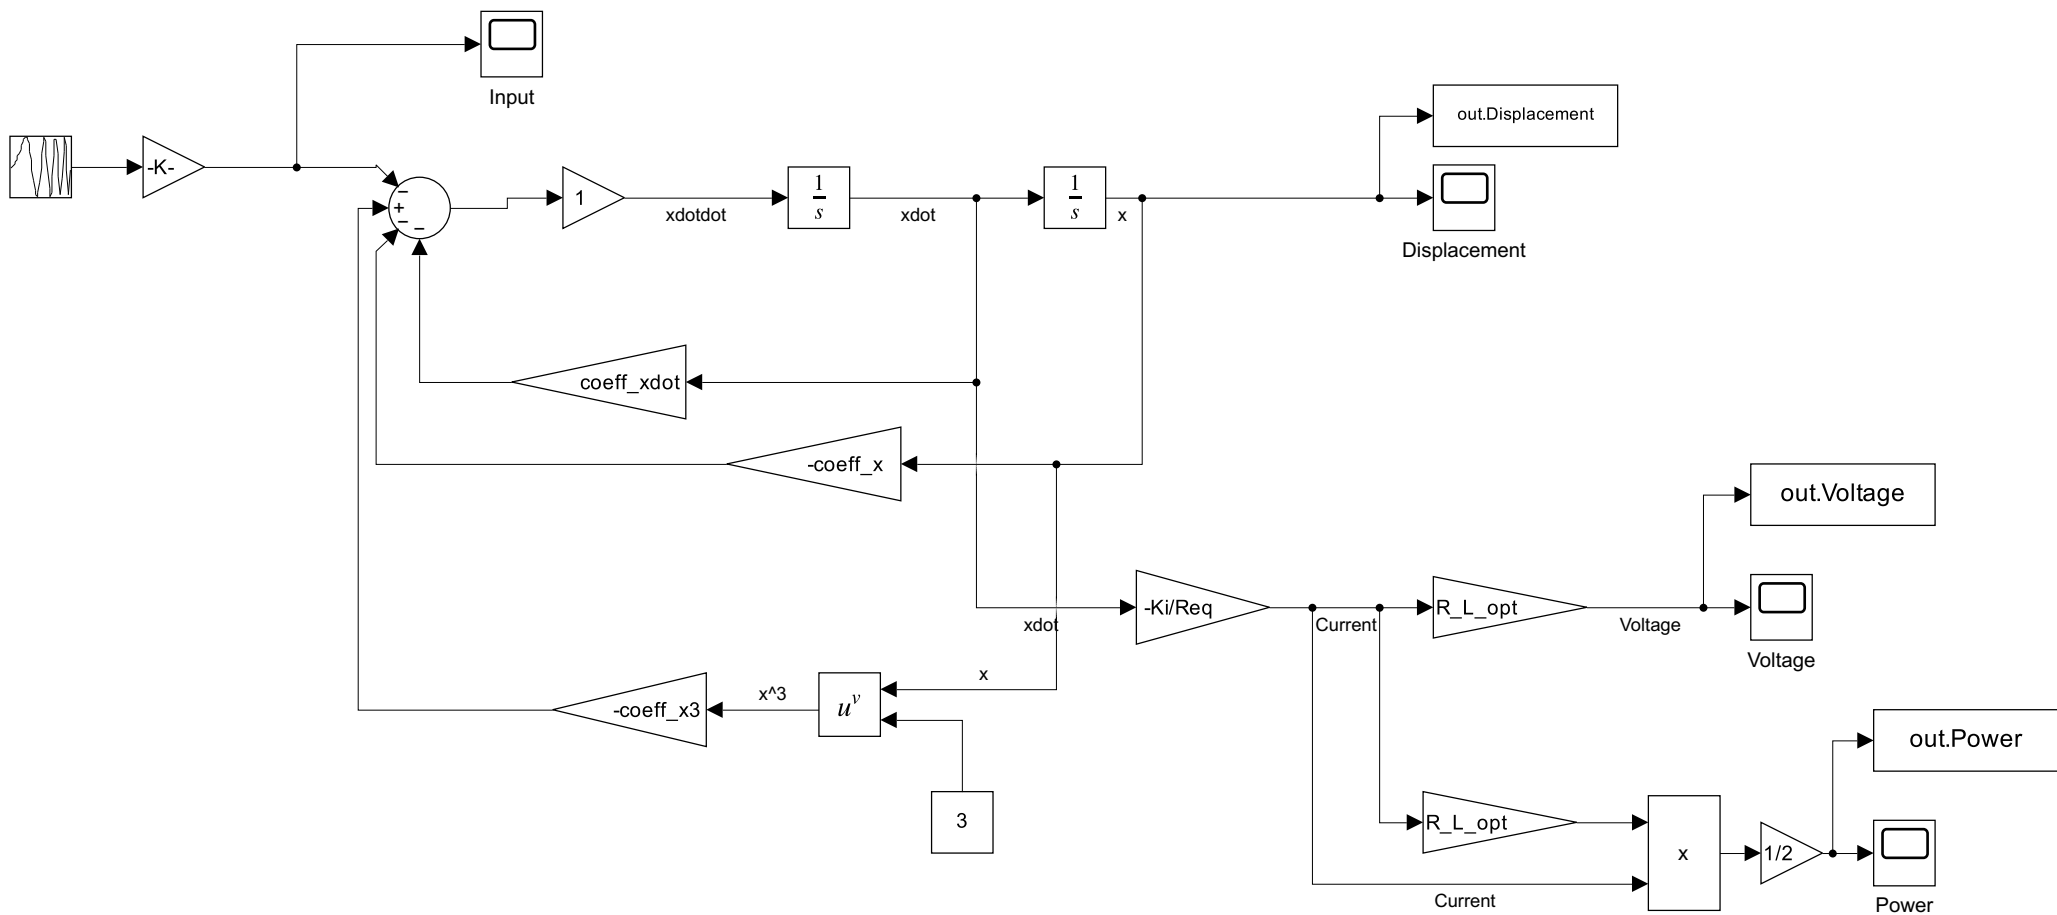 Input
out.Displacement
-K-
−
+
−
−
1
xdotdot
1
s
xdot
1
s
x
Displacement
coeff_xdot
-coeff_x
out.Voltage
-Ki/Req
xdot
Current
R_L_opt
Voltage
Voltage
x
x^3
u^v
-coeff_x3
3
out.Power
R_L_opt
x
1/2
Current
Power